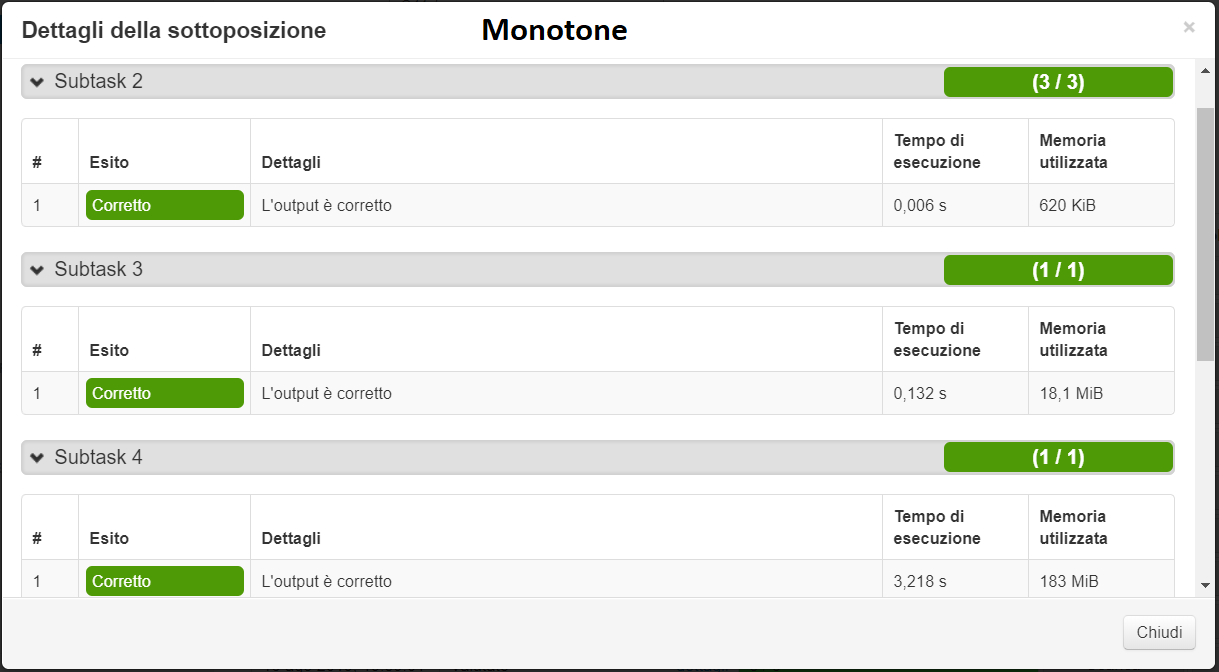 Dettagli della sottoposizione Monotone ×
Subtask 2 (3 / 3)
# Esito Dettagli Tempo di esecuzione Memoria utilizzata
1 Corretto L'output è corretto 0,006 s 620 KiB
Subtask 3 (1 / 1)
# Esito Dettagli Tempo di esecuzione Memoria utilizzata
1 Corretto L'output è corretto 0,132 s 18,1 MiB
Subtask 4 (1 / 1)
# Esito Dettagli Tempo di esecuzione Memoria utilizzata
1 Corretto L'output è corretto 3,218 s 183 MiB
Chiudi